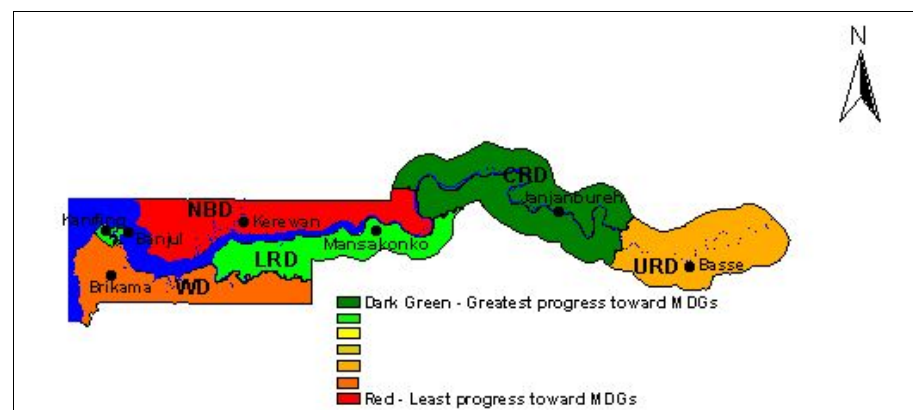 N
CRD
Janjanbureh
NBD
Kerewan
Kanifing
Banjul
Mansakonko
LRD
URD
Basse
Brikama
WD
Dark Green - Greatest progress toward MDGs
Red - Least progress toward MDGs